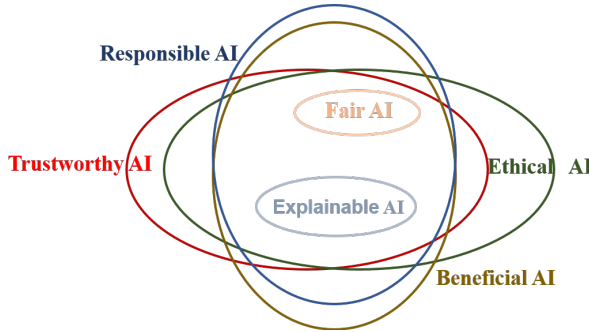 Responsible AI
Fair AI
Trustworthy AI
Ethical AI
Explainable AI
Beneficial AI